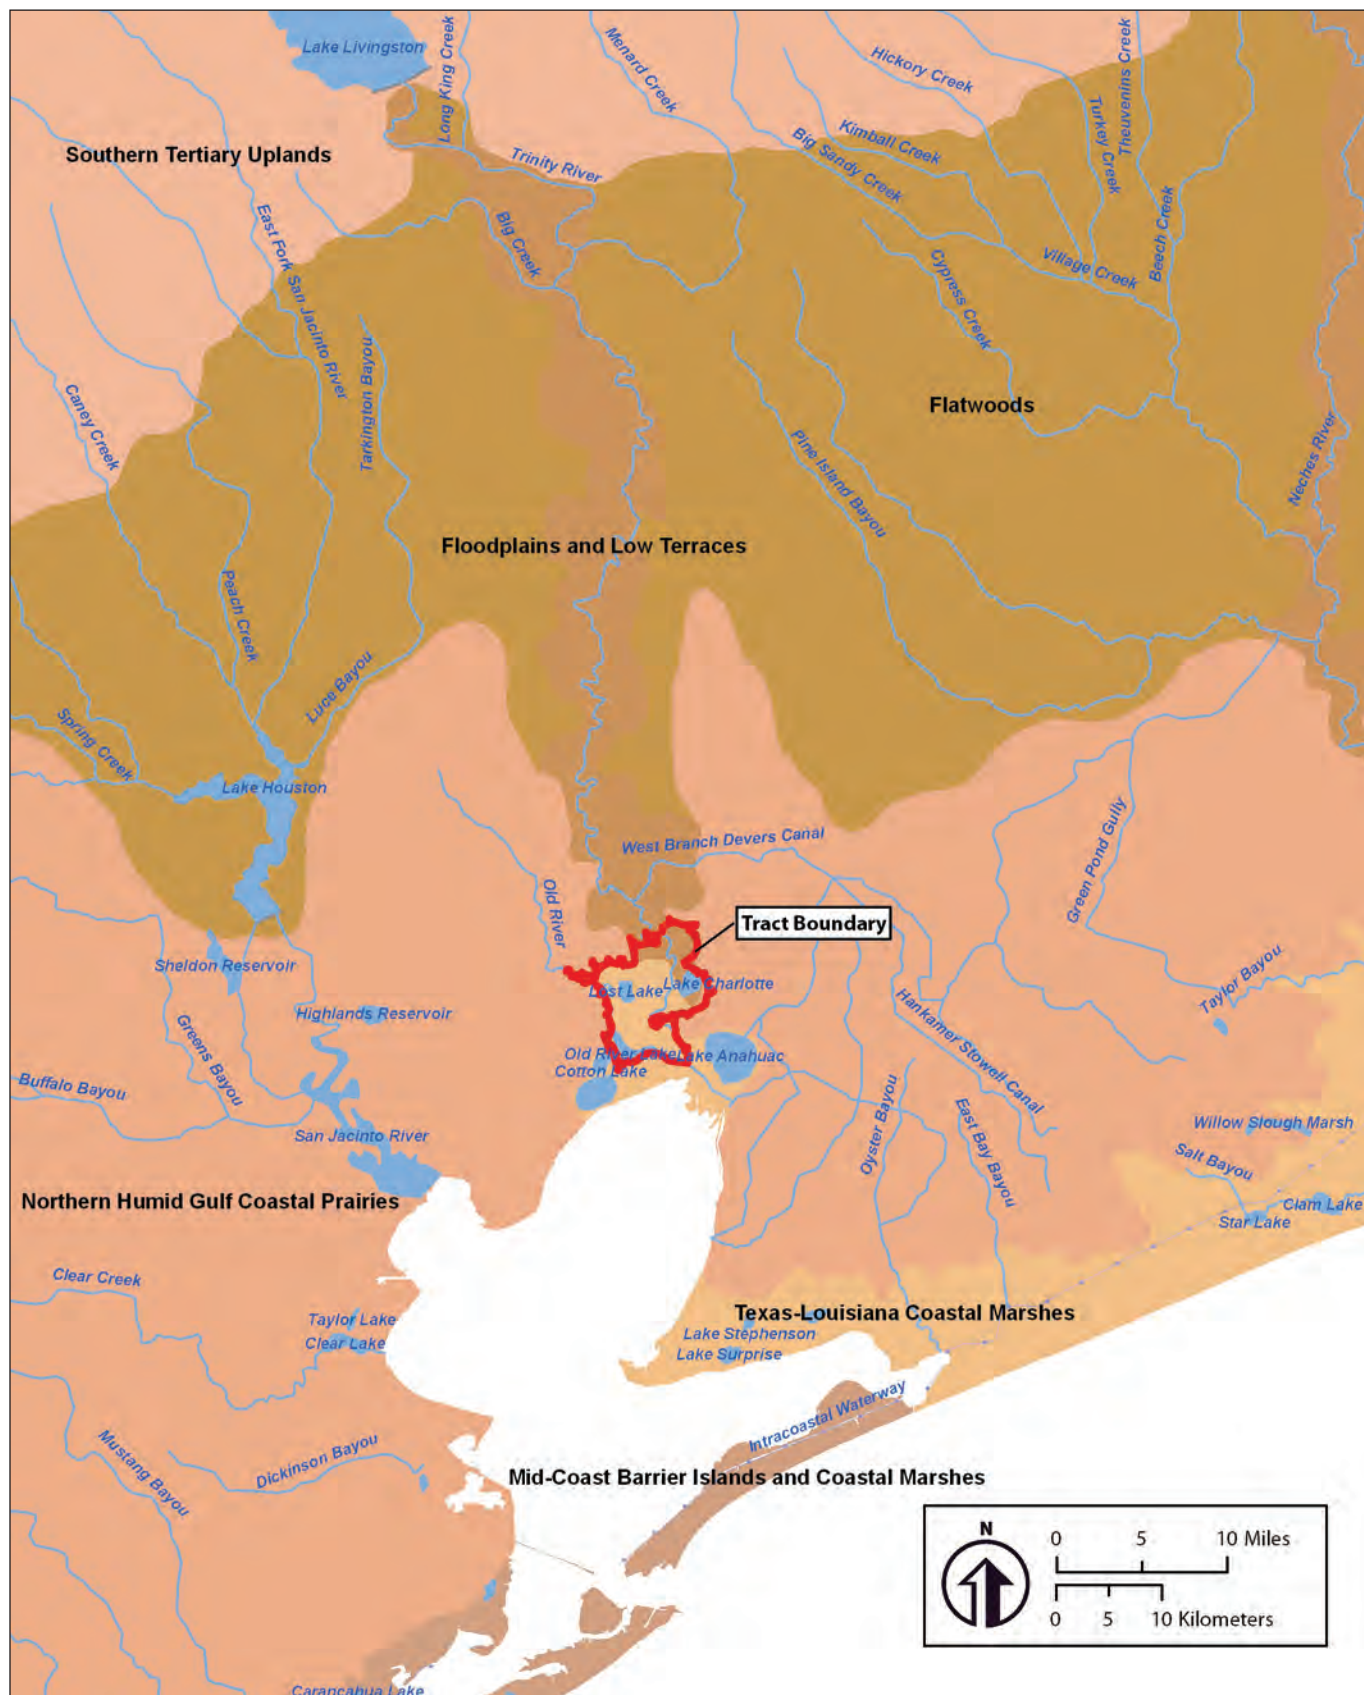 Lake Livingston
Long King Creek
Menard Creek
Hickory Creek
Theuvenins Creek
Turkey Creek
Kimball Creek
Big Sandy Creek
Southern Tertiary Uplands
Trinity River
Big Creek
East Fork San Jacinto River
Beech Creek
Village Creek
Cypress Creek
Tarkington Bayou
Caney Creek
Flatwoods
Neches River
Pine Island Bayou
Floodplains and Low Terraces
Peach Creek
Luce Bayou
Spring Creek
Lake Houston
West Branch Devers Canal
Green Pond Gully
Old River
Tract Boundary
Sheldon Reservoir
Lost Lake
Lake Charlotte
Taylor Bayou
Highlands Reservoir
Hankamer Stowell Canal
Greens Bayou
Old River Lake
Lake Anahuac
Cotton Lake
Buffalo Bayou
San Jacinto River
Oyster Bayou
East Bay Bayou
Willow Slough Marsh
Salt Bayou
Northern Humid Gulf Coastal Prairies
Clam Lake
Star Lake
Clear Creek
Taylor Lake
Clear Lake
Texas-Louisiana Coastal Marshes
Lake Stephenson
Lake Surprise
Intracoastal Waterway
Mustang Bayou
Dickinson Bayou
Mid-Coast Barrier Islands and Coastal Marshes
N
0 5 10 Miles
0 5 10 Kilometers
Carancahua Lake